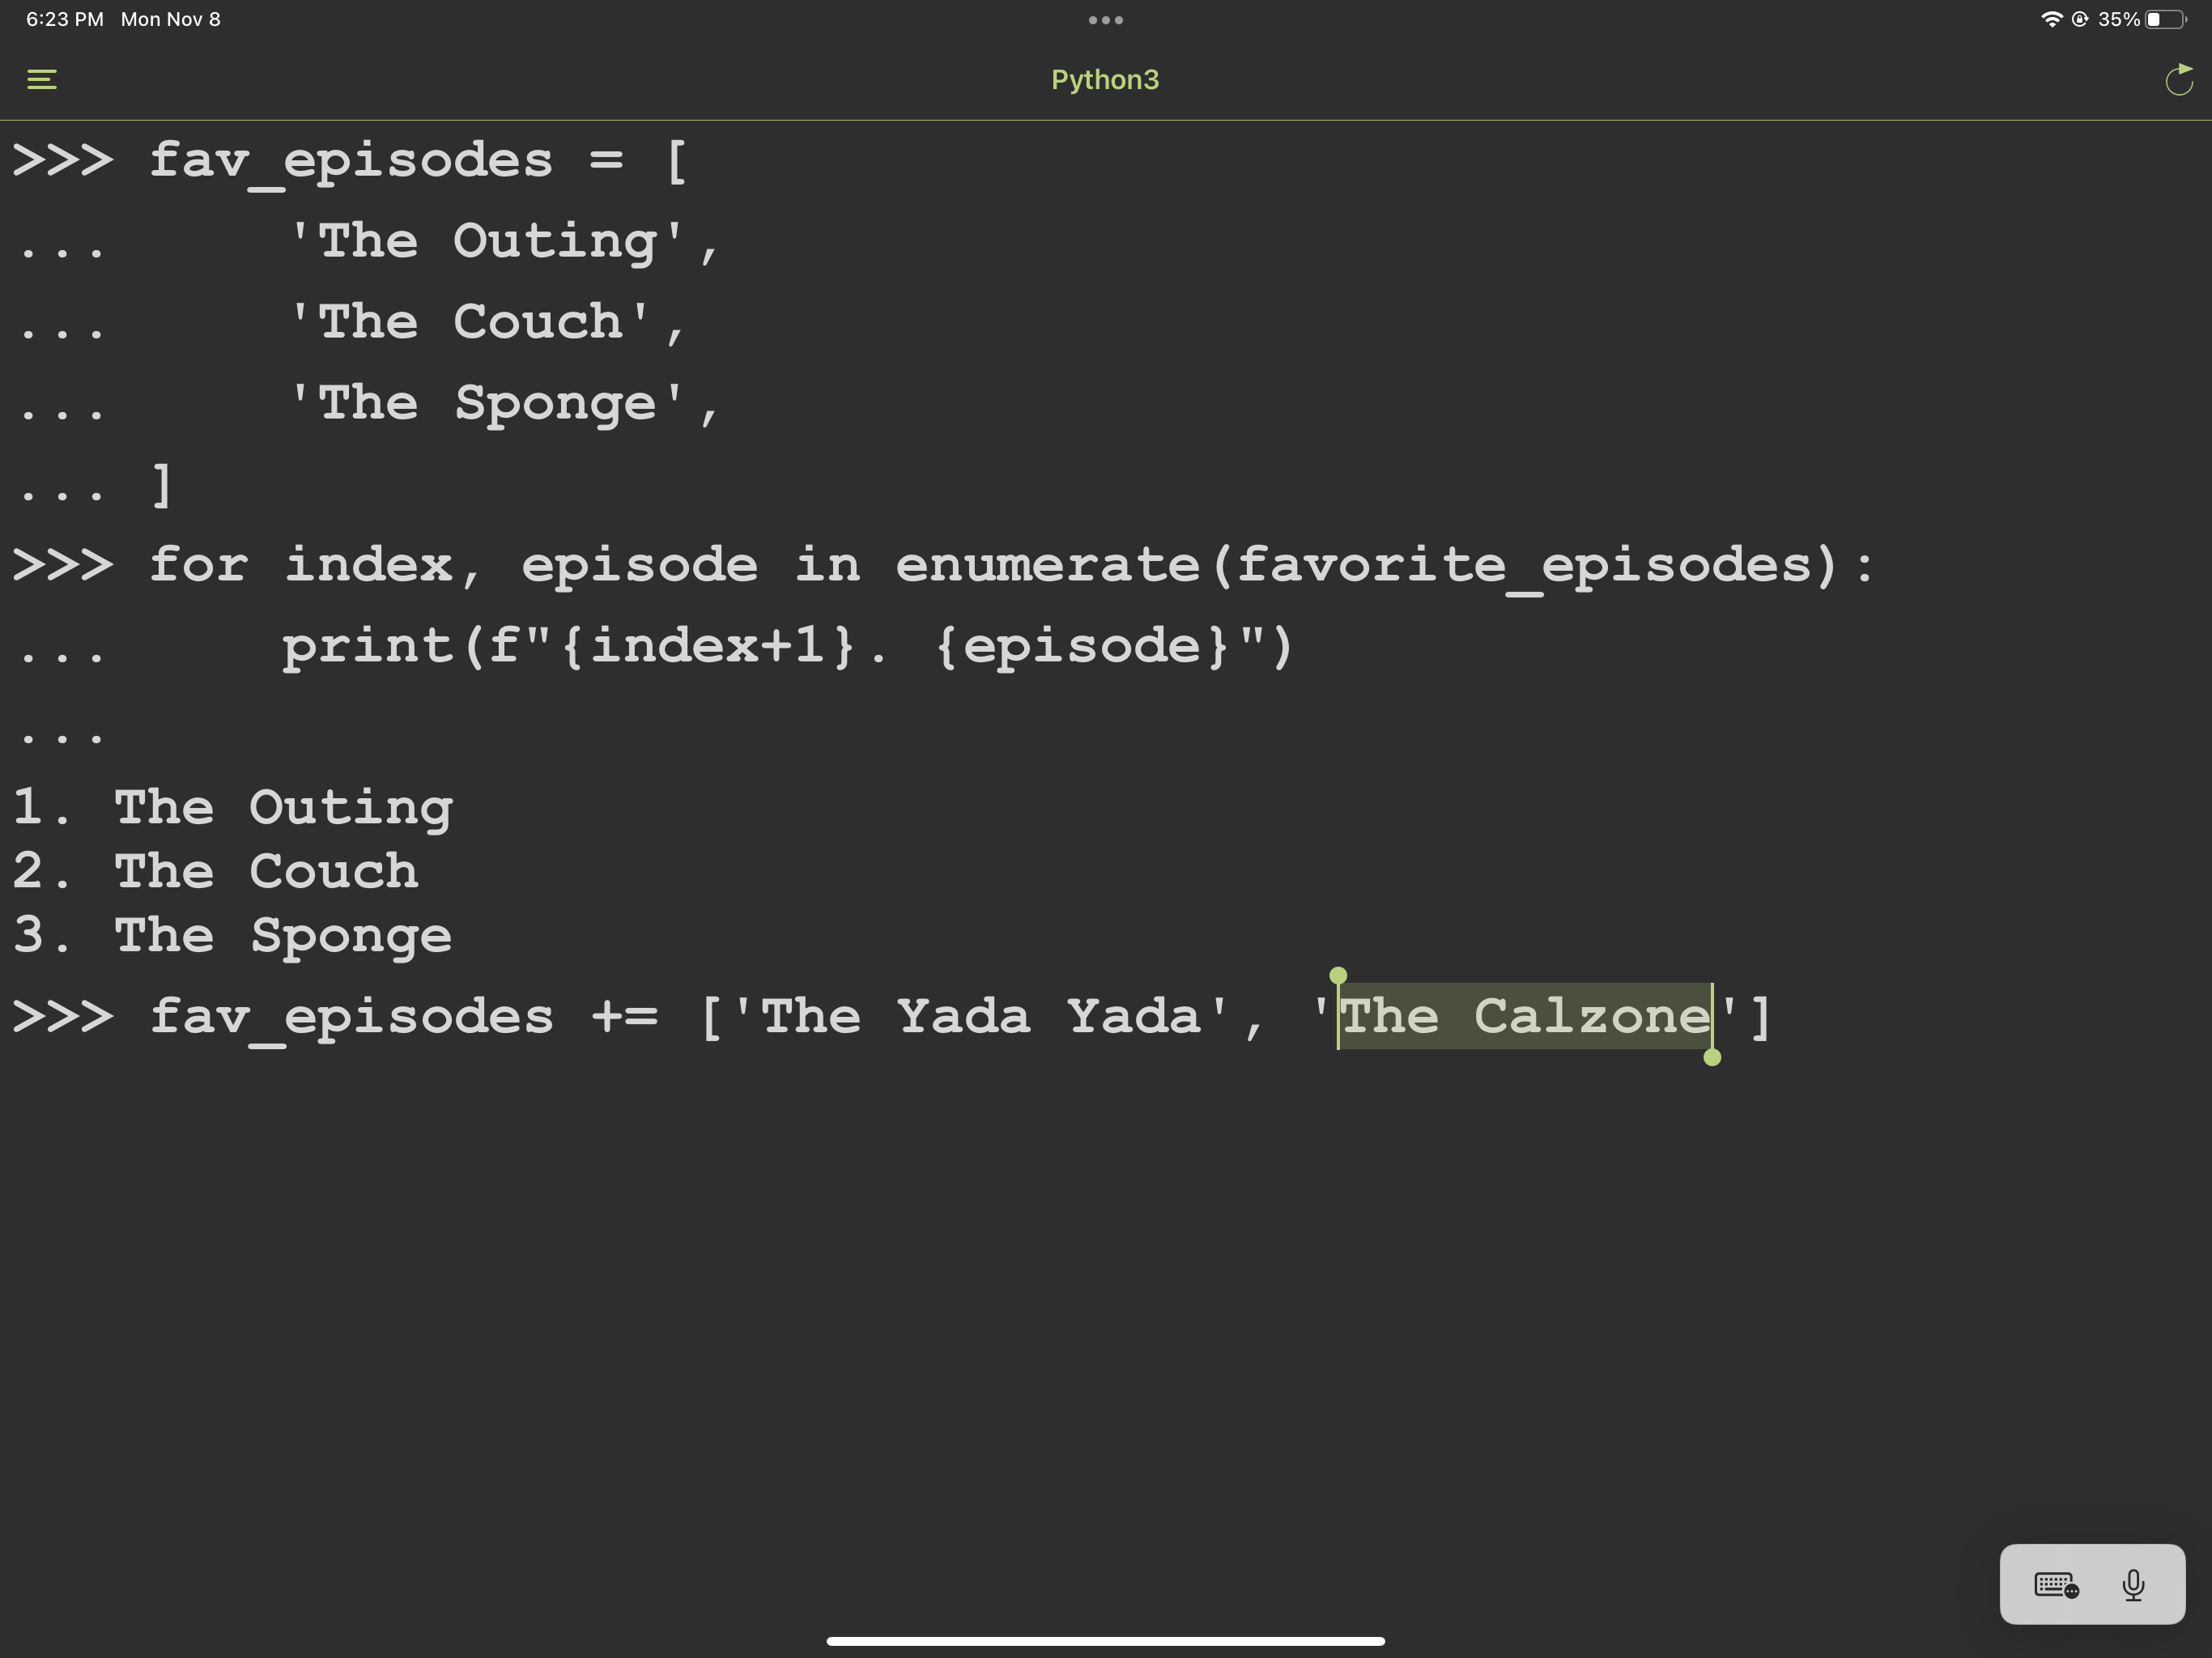 6:23 PM Mon Nov 8
35%
Python3
>>> fav_episodes = [
...     'The Outing',
...     'The Couch',
...     'The Sponge',
... ]
>>> for index, episode in enumerate(favorite_episodes):
...     print(f"{index+1}. {episode}")
...
1. The Outing
2. The Couch
3. The Sponge
>>> fav_episodes += ['The Yada Yada', 'The Calzone']